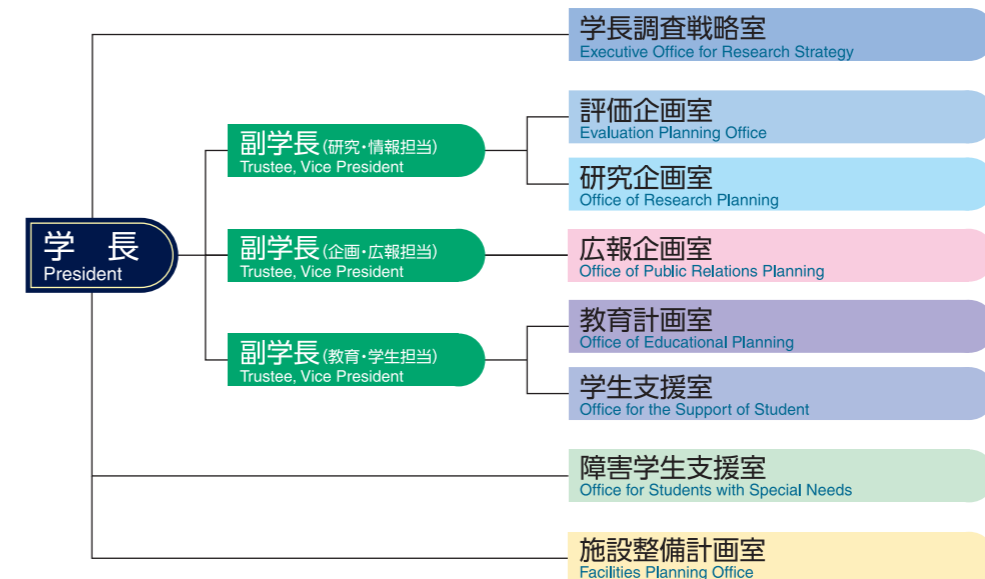 学長調査戦略室
Executive Office for Research Strategy
評価企画室
Evaluation Planning Office
副学長(研究・情報担当)
Trustee, Vice President
研究企画室
Office of Research Planning
学 長
President
副学長(企画・広報担当)
Trustee, Vice President
広報企画室
Office of Public Relations Planning
教育計画室
Office of Educational Planning
副学長(教育・学生担当)
Trustee, Vice President
学生支援室
Office for the Support of Student
障害学生支援室
Office for Students with Special Needs
施設整備計画室
Facilities Planning Office